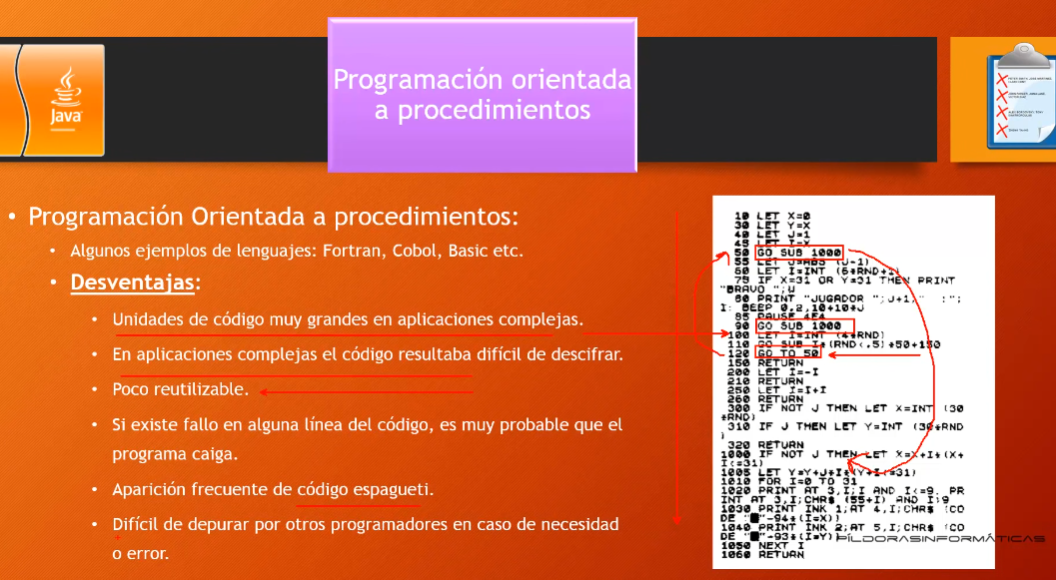 Java
Programación orientada
a procedimientos
• Programación Orientada a procedimientos:
• Algunos ejemplos de lenguajes: Fortran, Cobol, Basic etc.
• Desventajas:
• Unidades de código muy grandes en aplicaciones complejas.
• En aplicaciones complejas el código resultaba difícil de descifrar.
• Poco reutilizable.
• Si existe fallo en alguna línea del código, es muy probable que el
programa caiga.
• Aparición frecuente de código espagueti.
• Difícil de depurar por otros programadores en caso de necesidad
o error.
10 LET X=0
30 LET Y=X
40 LET J=1
45 LET I=X
50 GO SUB 1000
55 LET J=ABS (J-1)
60 LET I=INT (6*RND+1)
75 IF X=31 OR Y=31 THEN PRINT
"BRAVO ";J
80 PRINT "JUGADOR ";J+1;" :";
I: BEEP 0.2,10+10*J
85 PAUSE 4E4
90 GO SUB 1000
100 LET I=INT (4*RND)
110 GO SUB I*(RND<.5)*50+150
120 GO TO 50
150 RETURN
200 LET I=-I
210 RETURN
250 LET I=I+I
260 RETURN
300 IF NOT J THEN LET X=INT (30
*RND)
310 IF J THEN LET Y=INT (30*RND
)
320 RETURN
1000 IF NOT J THEN LET X=X+I*(X+
I<=31)
1005 LET Y=Y+J*I*(Y+I<=31)
1010 FOR I=0 TO 31
1020 PRINT AT 3,I;I AND I<=9. PR
INT AT 3,I;CHR$ (55+I) AND I>9
1030 PRINT INK 1;AT 4,I;CHR$ (CO
DE "-94*(I=X))
1040 PRINT INK 2;AT 5,I;CHR$ (CO
DE "-93*(I=Y)
1050 NEXT I
1060 RETURN
PÍLDORASINFORMÁTICAS